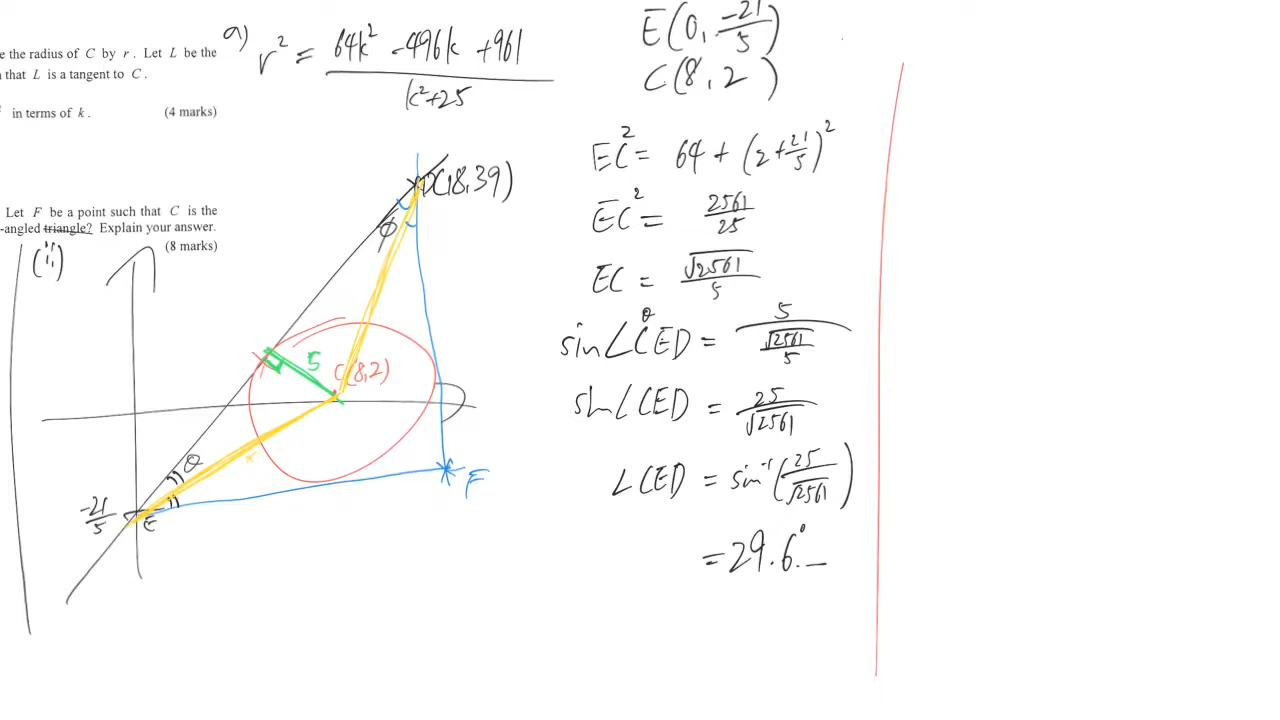 e the radius of C by r . Let L be the
that L is a tangent to C .
in terms of k . (4 marks)
Let F be a point such that C is the
-angled triangle? Explain your answer.
(8 marks)
a) r² = (64k² - 496k + 961)/(k²+25)
(ii)
(18,39)
ϕ
5
C(8,2)
θ
-21/5
E
F
E(0, -21/5)
C(8, 2)
EC² = 64 + (2+21/5)²
EC² = 2561/25
EC = √2561/5
θ
sin∠CED = 5/(√2561/5)
sin∠CED = 25/√2561
∠CED = sin⁻¹(25/√2561)
= 29.6°...